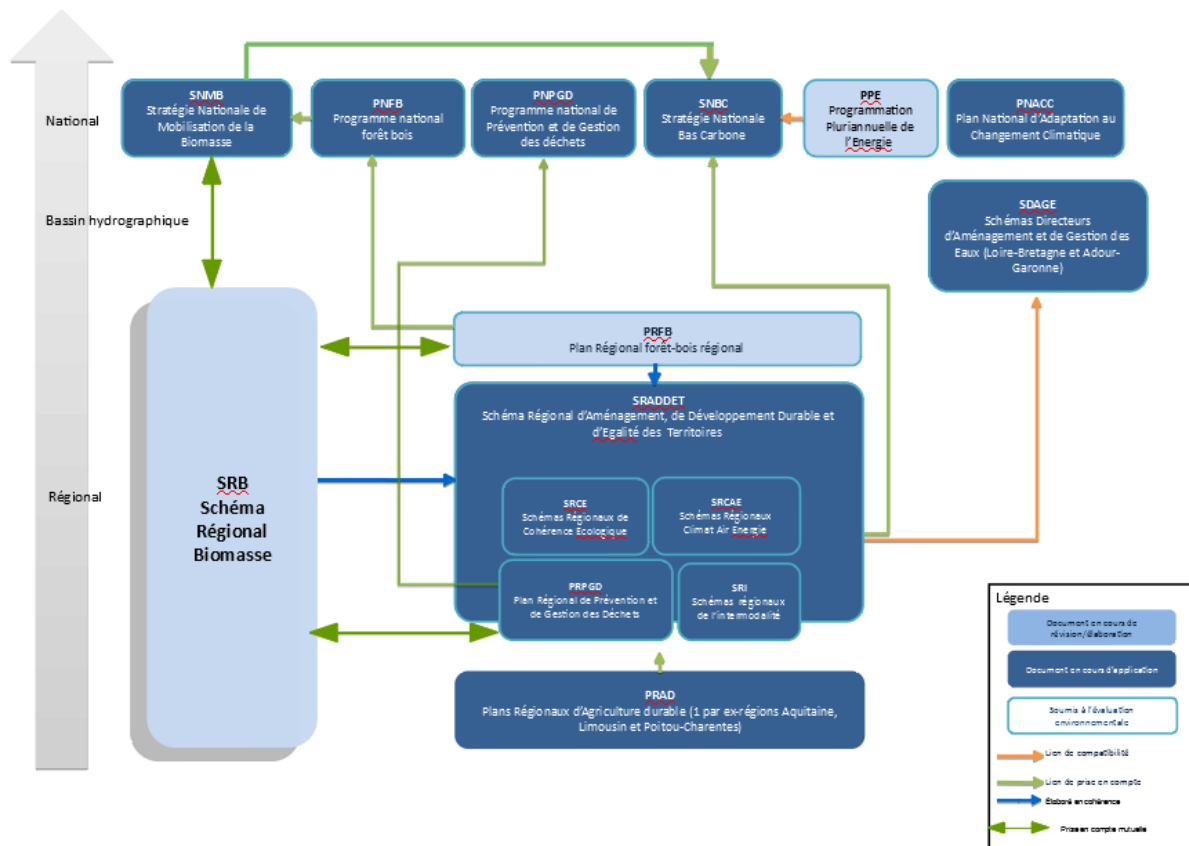 National
SNMB
Stratégie Nationale de
Mobilisation de la
Biomasse
PNFB
Programme national
forêt bois
PNPGD
Programme national de
Prévention et de Gestion
des déchets
SNBC
Stratégie Nationale
Bas Carbone
PPE
Programmation
Pluriannuelle de
l'Energie
PNACC
Plan National d'Adaptation au
Changement Climatique
Bassin hydrographique
SDAGE
Schémas Directeurs
d'Aménagement et de Gestion des
Eaux (Loire-Bretagne et Adour-
Garonne)
PRFB
Plan Régional forêt-bois régional
SRADDET
Schéma Régional d'Aménagement, de Développement Durable et
d'Egalité des Territoires
Régional
SRB
Schéma
Régional
Biomasse
SRCE
Schémas Régionaux de
Cohérence Ecologique
SRCAE
Schémas Régionaux
Climat Air Energie
PRPGD
Plan Régional de Prévention et
de Gestion des Déchets
SRI
Schémas régionaux
de l'intermodalité
PRAD
Plans Régionaux d'Agriculture durable (1 par ex-régions Aquitaine,
Limousin et Poitou-Charentes)
Légende
Document en cours de
révision/élaboration
Document en cours d'application
Soumis à l'évaluation
environnementale
Lien de compatibilité
Lien de prise en compte
Élaboré en cohérence
Prise en compte mutuelle